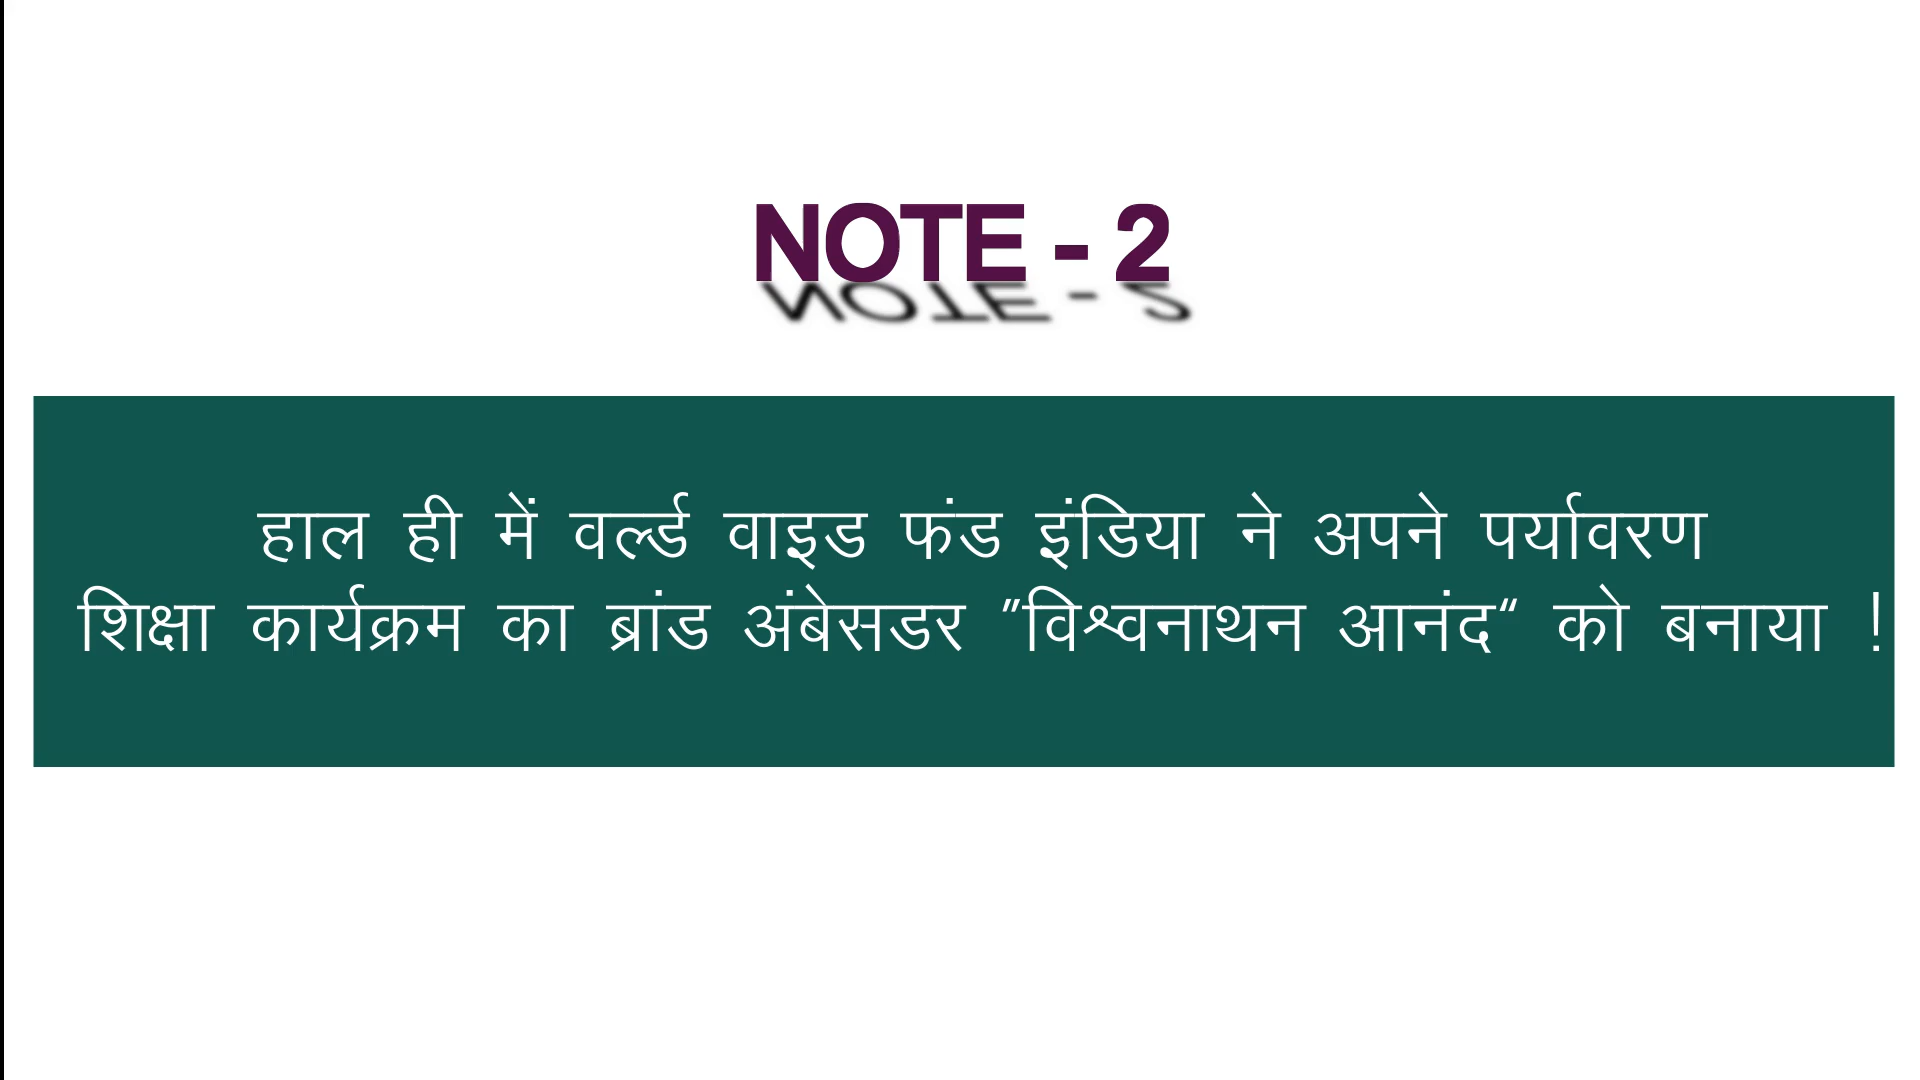 NOTE - 2
हाल ही में वर्ल्ड वाइड फंड इंडिया ने अपने पर्यावरण
शिक्षा कार्यक्रम का ब्रांड अंबेसडर "विश्वनाथन आनंद" को बनाया !